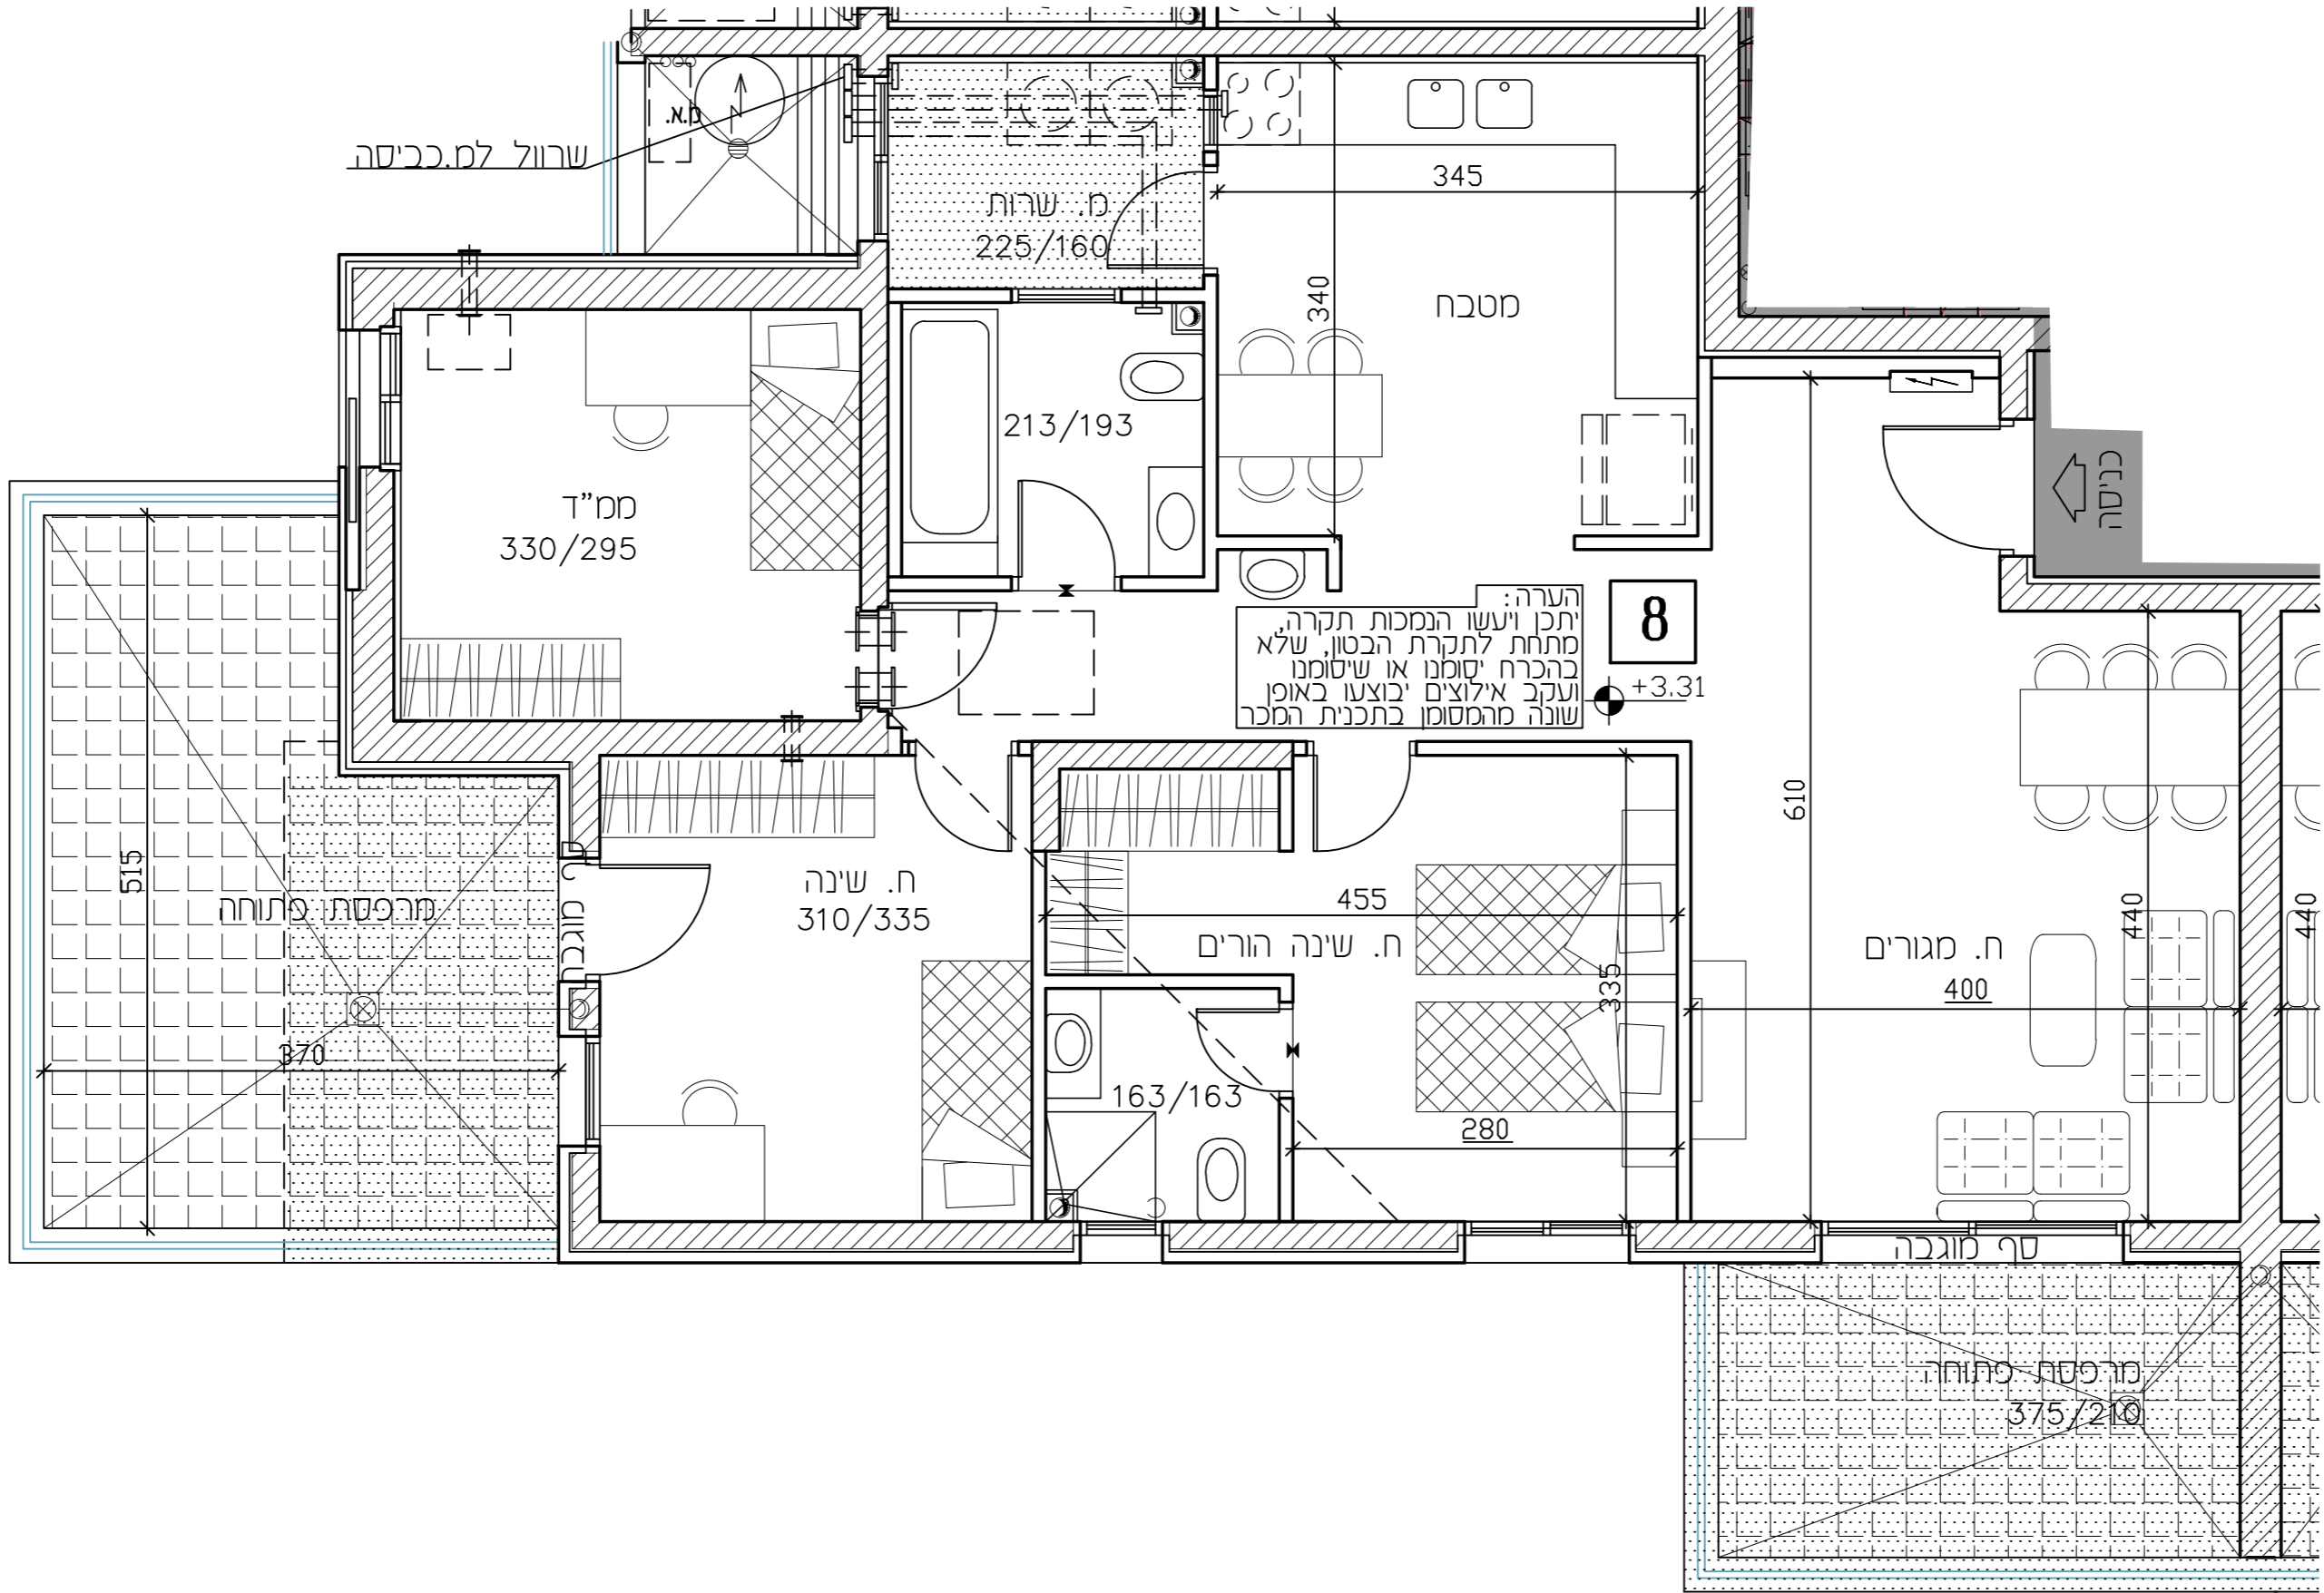 מ.א.
שרוול למ.כביסה
מ. שרות
225/160
345
340
מטבח
213/193
ממ"ד
330/295
כניסה
הערה:
יתכן ויעשו הנמכות תקרה,
מתחת לתקרת הבטון, שלא
בהכרח יסומנו או שיסומנו
ועקב אילוצים יבוצעו באופן
שונה מהמסומן בתכנית המכר
8
+3.31
610
515
מרפסת פתוחה
370
ח. שינה
310/335
455
ח. שינה הורים
335
280
163/163
ח. מגורים
400
440
440
סף מוגבה
מרפסת פתוחה
375/210